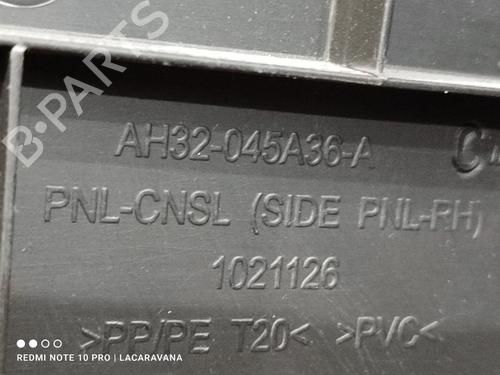 AH32-045A36-A
PNL-CNSL (SIDE PNL-RH)
1021126
>PP/PE T20< >PVC<
B-Parts
REDMI NOTE 10 PRO | LACARAVANA